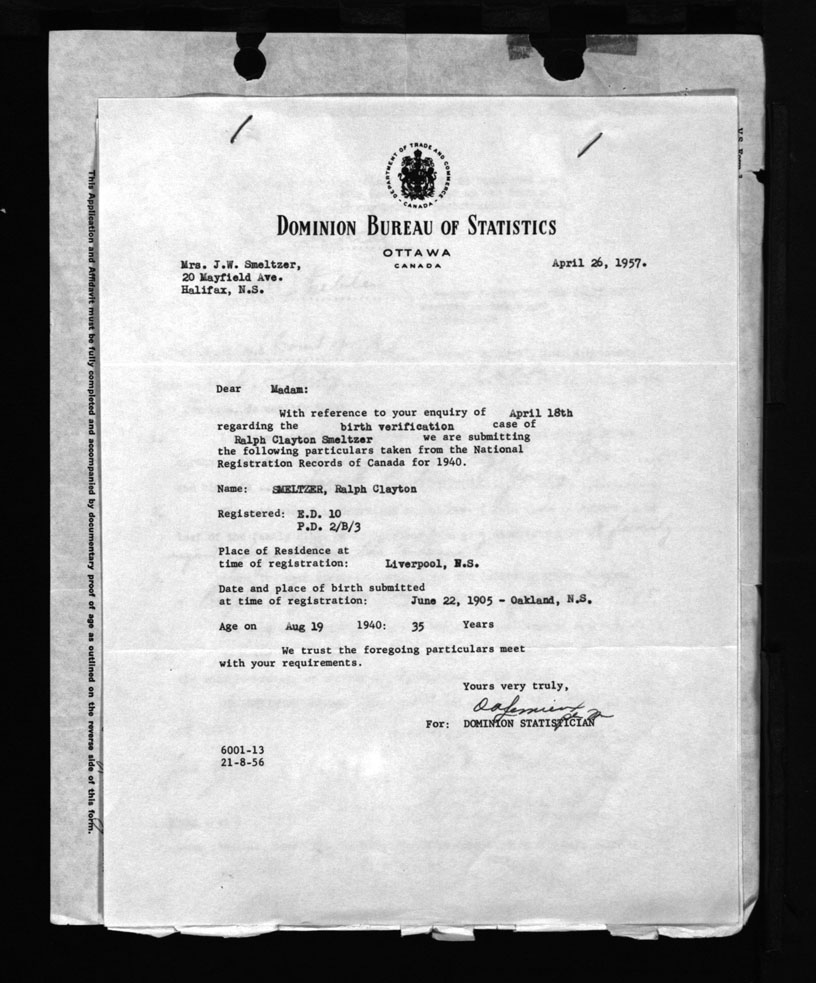 DEPARTMENT OF TRADE AND COMMERCE
CANADA
DOMINION BUREAU OF STATISTICS
OTTAWA
CANADA
Mrs. J.W. Smeltzer,
20 Mayfield Ave.
Halifax, N.S.
April 26, 1957.
Dear Madam:
With reference to your enquiry of April 18th
regarding the birth verification case of
Ralph Clayton Smeltzer we are submitting
the following particulars taken from the National
Registration Records of Canada for 1940.
Name: SMELTZER, Ralph Clayton
Registered: E.D. 10
P.D. 2/B/3
Place of Residence at
time of registration: Liverpool, N.S.
Date and place of birth submitted
at time of registration: June 22, 1905 - Oakland, N.S.
Age on Aug 19 1940: 35 Years
We trust the foregoing particulars meet
with your requirements.
Yours very truly,
For: DOMINION STATISTICIAN
6001-13
21-8-56
This Application and Affidavit must be fully completed and accompanied by documentary proof of age as outlined on the reverse side of this form.